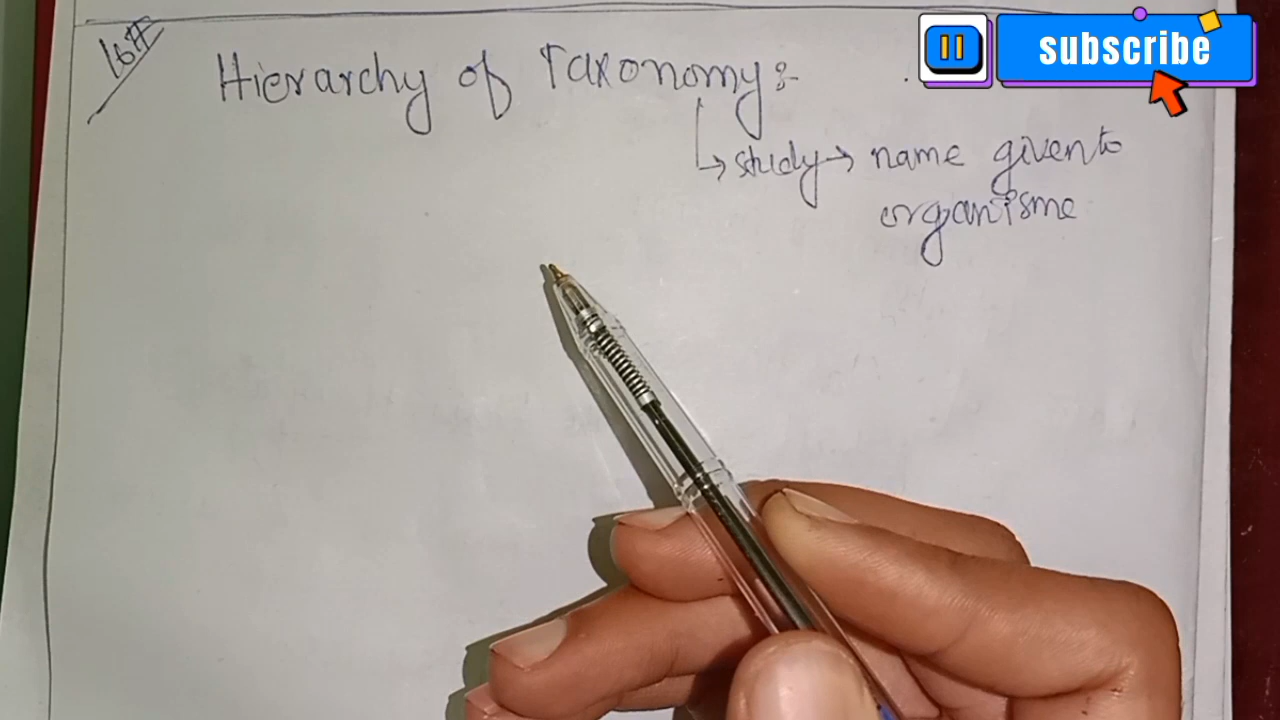 16#
Hierarchy of Taxonomy :-
↳ study → name given to
organisme
subscribe